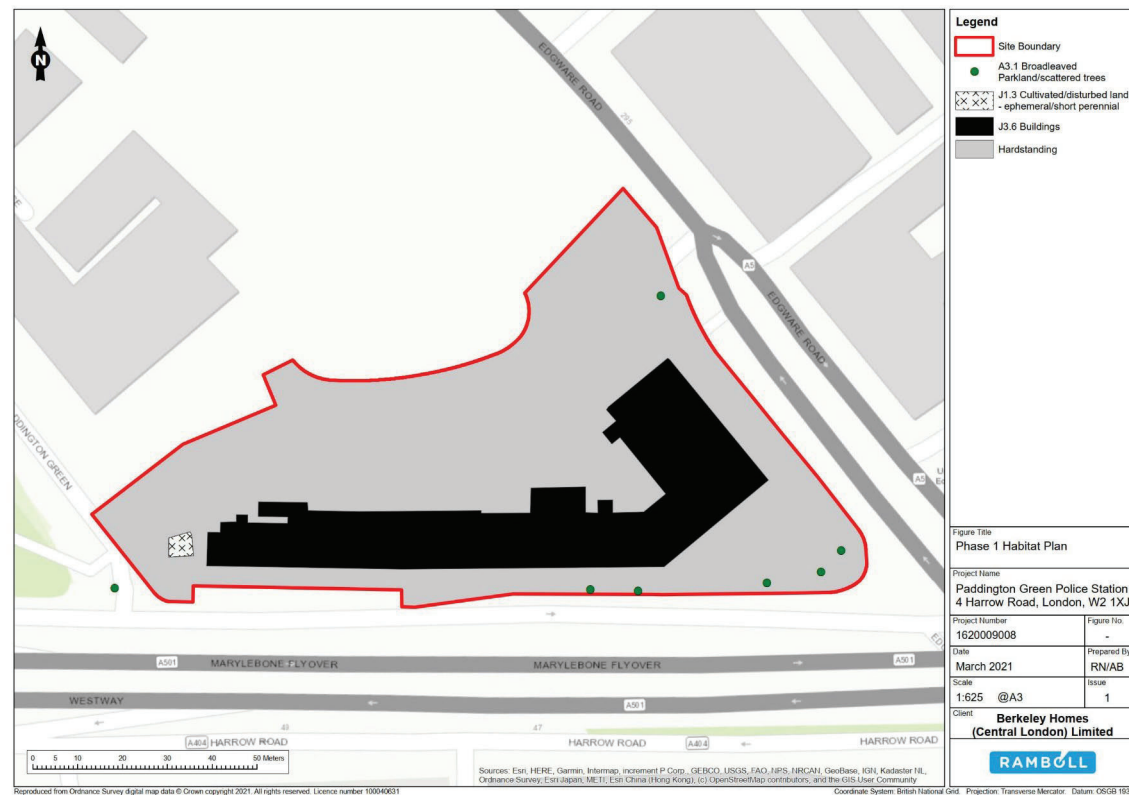 N
EDGWARE ROAD
295
A5
EDGWARE ROAD
A5
DDINGTON GREEN
A501
MARYLEBONE FLYOVER
MARYLEBONE FLYOVER
A501
WESTWAY
A501
49
47
A404 HARROW ROAD
HARROW ROAD
A404
HARROW ROAD
0 5 10 20 30 40 50 Meters
Sources: Esri, HERE, Garmin, Intermap, increment P Corp., GEBCO, USGS, FAO, NPS, NRCAN, GeoBase, IGN, Kadaster NL,
Ordnance Survey, Esri Japan, METI, Esri China (Hong Kong), (c) OpenStreetMap contributors, and the GIS User Community
Legend
Site Boundary
A3.1 Broadleaved
Parkland/scattered trees
J1.3 Cultivated/disturbed land
- ephemeral/short perennial
J3.6 Buildings
Hardstanding
Figure Title
Phase 1 Habitat Plan
Project Name
Paddington Green Police Station
4 Harrow Road, London, W2 1XJ
Project Number
1620009008
Figure No.
-
Date
March 2021
Prepared By
RN/AB
Scale
1:625 @A3
Issue
1
Client
Berkeley Homes
(Central London) Limited
RAMBOLL
Reproduced from Ordnance Survey digital map data © Crown copyright 2021. All rights reserved. Licence number 100040631
Coordinate System: British National Grid. Projection: Transverse Mercator. Datum: OSGB 193